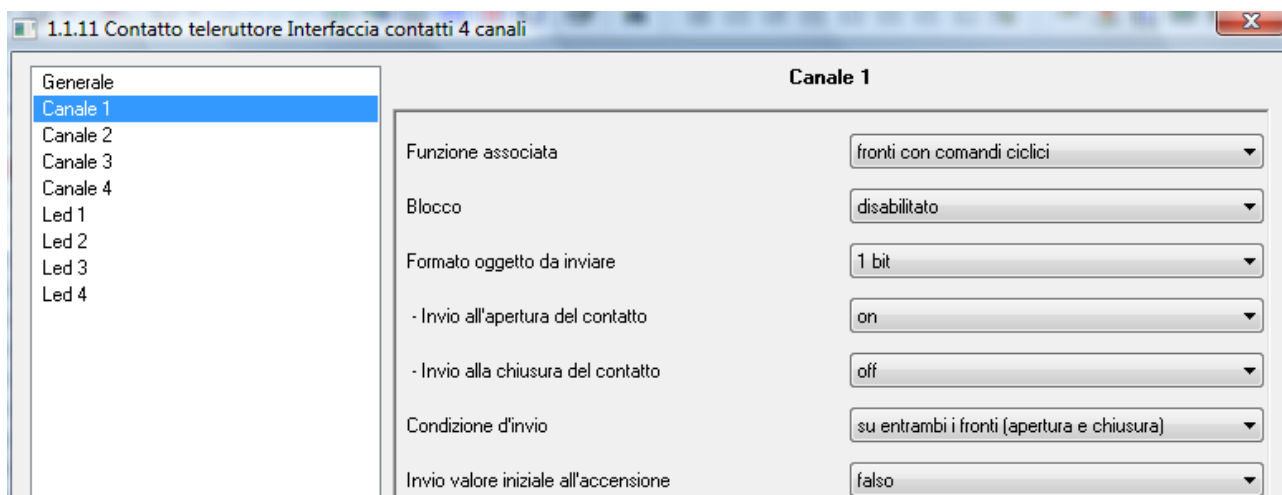 1.1.11 Contatto teleruttore Interfaccia contatti 4 canali
Generale
Canale 1
Canale 2
Canale 3
Canale 4
Led 1
Led 2
Led 3
Led 4
Canale 1
Funzione associata fronti con comandi ciclici
Blocco disabilitato
Formato oggetto da inviare 1 bit
- Invio all'apertura del contatto on
- Invio alla chiusura del contatto off
Condizione d'invio su entrambi i fronti (apertura e chiusura)
Invio valore iniziale all'accensione falso